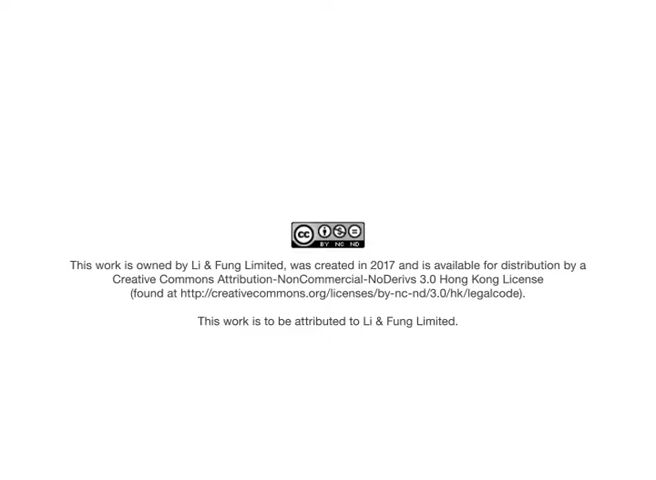 cc
BY NC ND
This work is owned by Li & Fung Limited, was created in 2017 and is available for distribution by a
Creative Commons Attribution-NonCommercial-NoDerivs 3.0 Hong Kong License
(found at http://creativecommons.org/licenses/by-nc-nd/3.0/hk/legalcode).
This work is to be attributed to Li & Fung Limited.